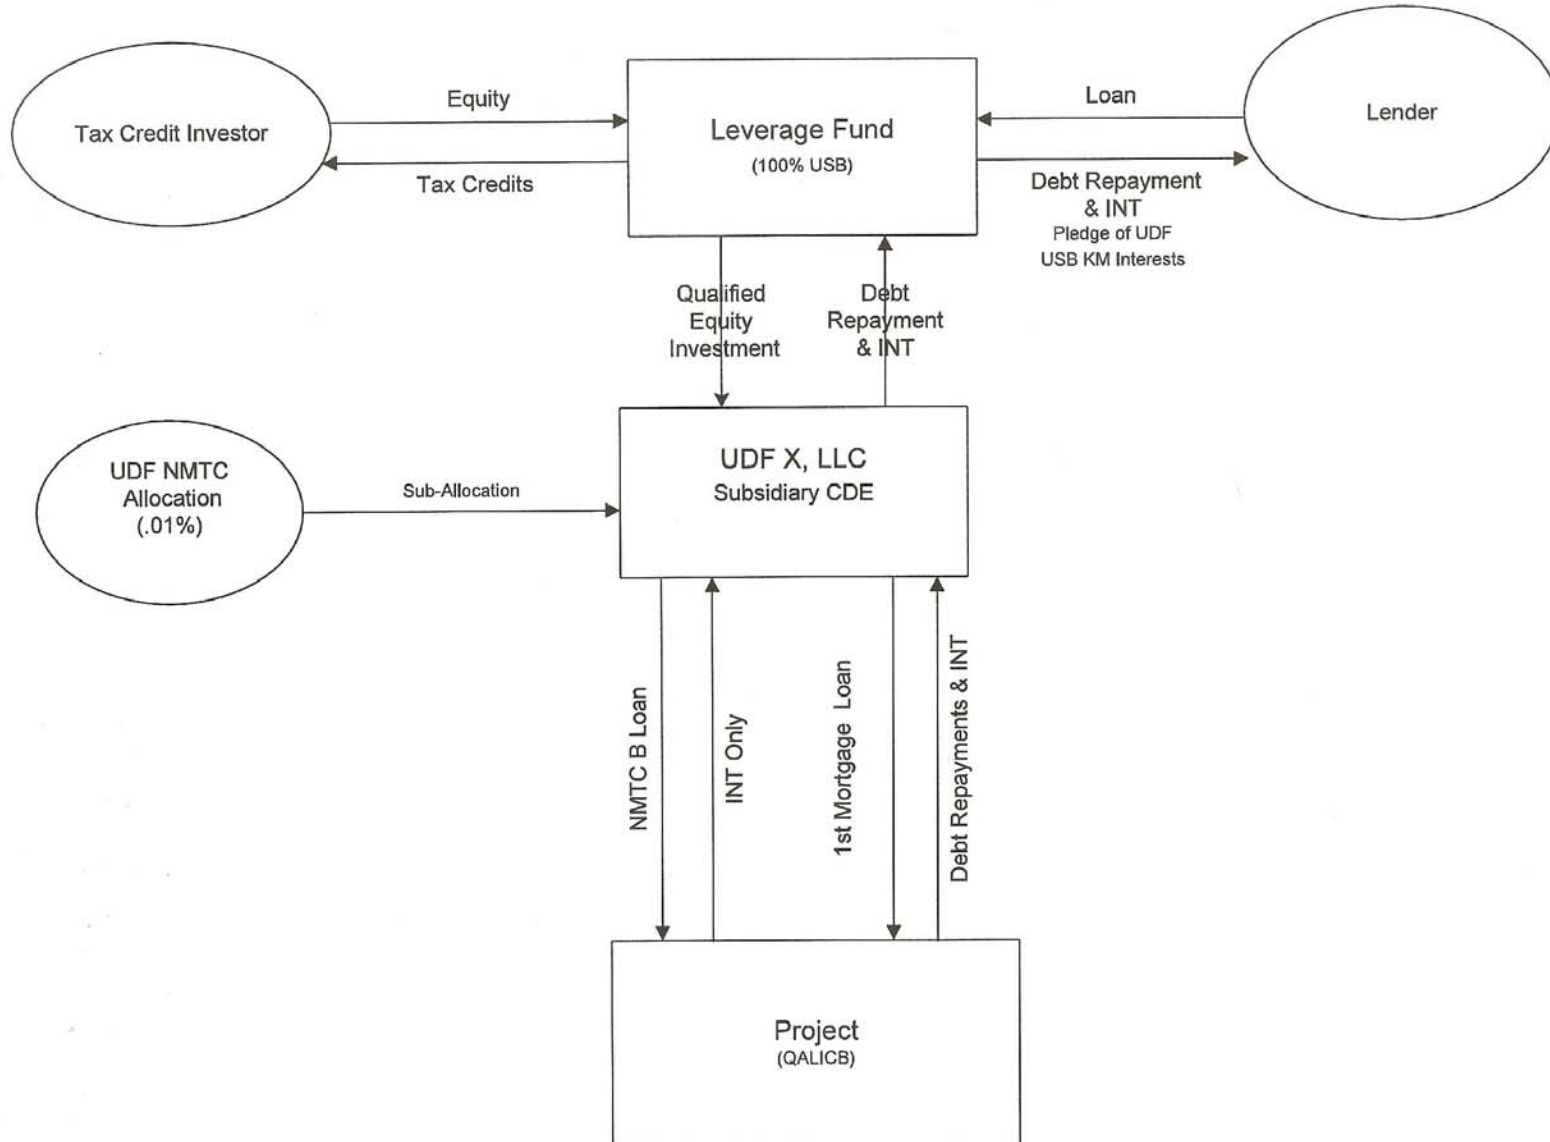 Tax Credit Investor
Equity
Tax Credits
Leverage Fund
(100% USB)
Loan
Debt Repayment
& INT
Pledge of UDF
USB KM Interests
Lender
Qualified
Equity
Investment
Debt
Repayment
& INT
UDF NMTC
Allocation
(.01%)
Sub-Allocation
UDF X, LLC
Subsidiary CDE
NMTC B Loan
INT Only
1st Mortgage Loan
Debt Repayments & INT
Project
(QALICB)